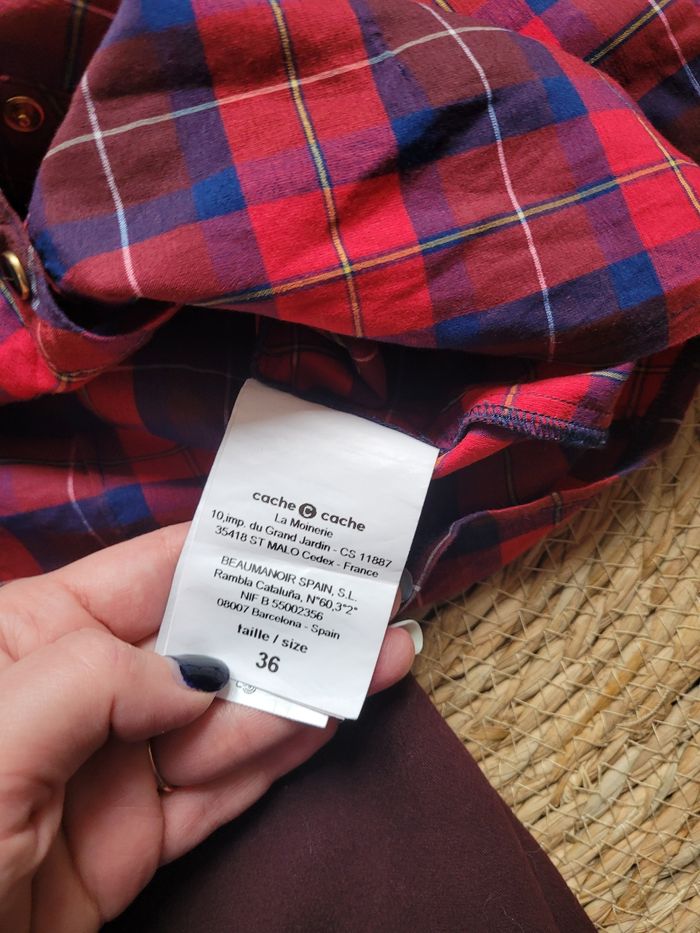 cache C cache
La Moinerie
10,imp. du Grand Jardin - CS 11887
35418 ST MALO Cedex - France
BEAUMANOIR SPAIN, S.L.
Rambla Cataluña, N°60,3°2°
NIF B 55002356
08007 Barcelona - Spain
taille / size
36